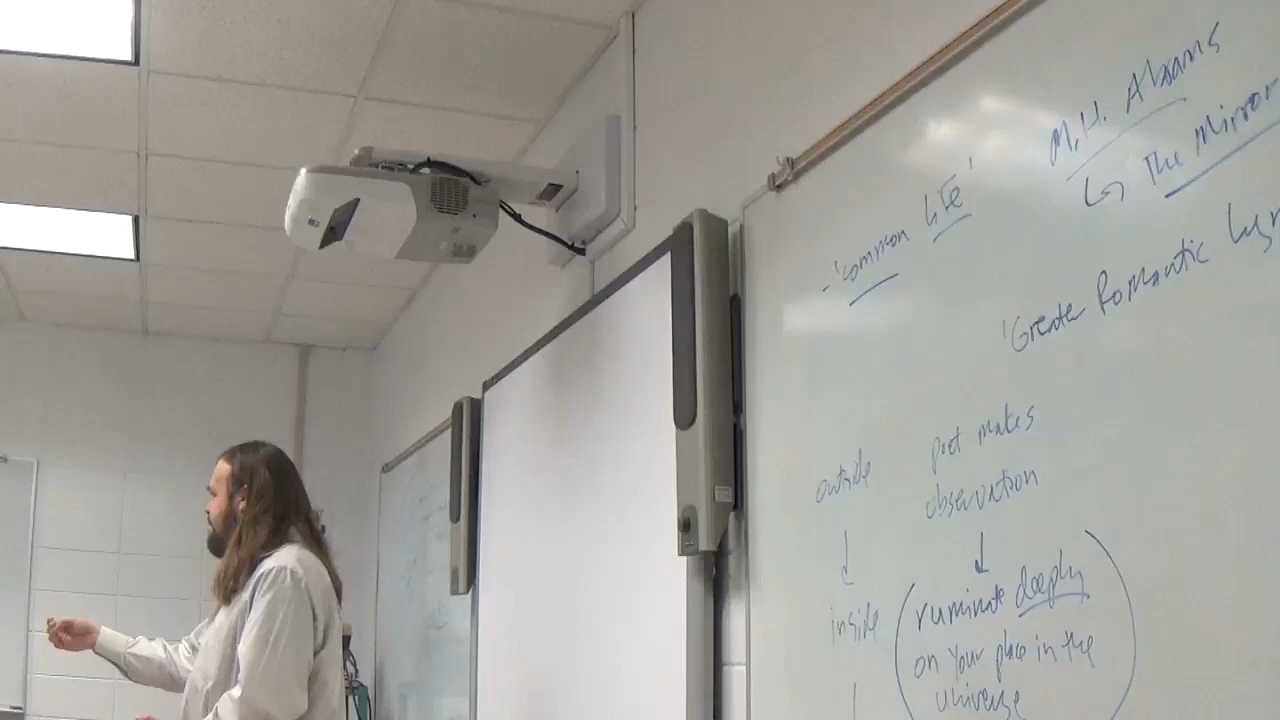 M.H. Abrams
↳ The Mirror
'common life'
'Greater Romantic Lyr
outside
poet makes
observation
↓
↓
inside
(ruminate deeply
on your place in the
universe